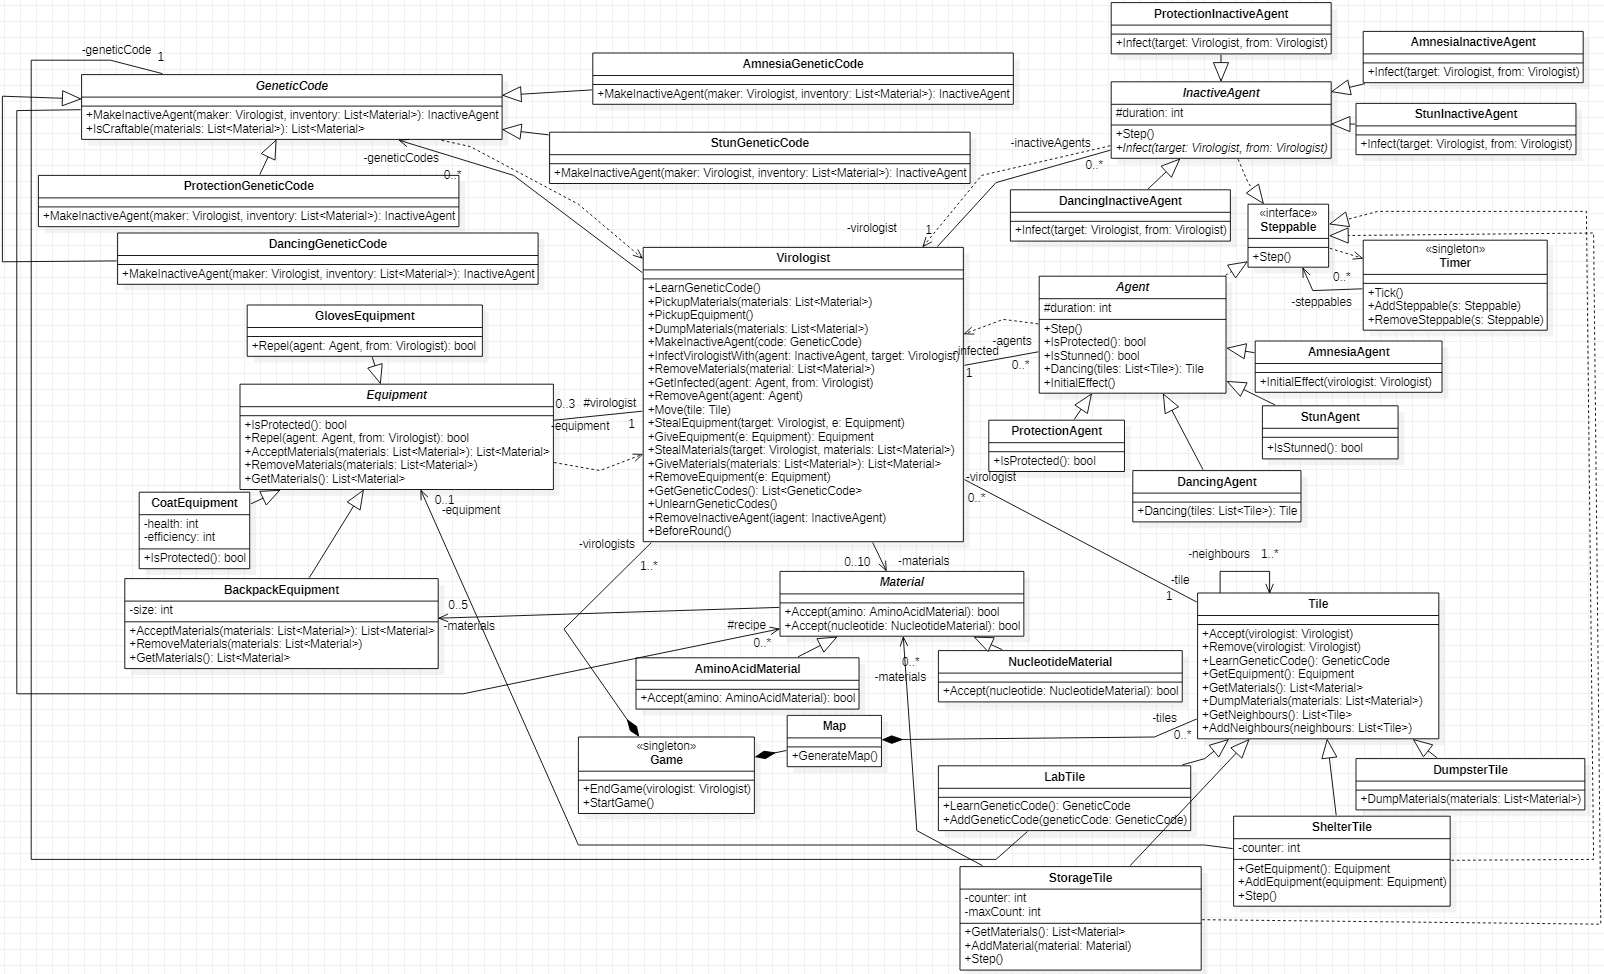 ProtectionInactiveAgent
+Infect(target: Virologist, from: Virologist)
AmnesiaInactiveAgent
+Infect(target: Virologist, from: Virologist)
-geneticCode
1
GeneticCode
+MakeInactiveAgent(maker: Virologist, inventory: List<Material>): InactiveAgent
+IsCraftable(materials: List<Material>): List<Material>
AmnesiaGeneticCode
+MakeInactiveAgent(maker: Virologist, inventory: List<Material>): InactiveAgent
InactiveAgent
#duration: int
+Step()
+Infect(target: Virologist, from: Virologist)
StunInactiveAgent
+Infect(target: Virologist, from: Virologist)
StunGeneticCode
+MakeInactiveAgent(maker: Virologist, inventory: List<Material>): InactiveAgent
-inactiveAgents
0..*
-geneticCodes
0..*
ProtectionGeneticCode
+MakeInactiveAgent(maker: Virologist, inventory: List<Material>): InactiveAgent
DancingInactiveAgent
+Infect(target: Virologist, from: Virologist)
«interface»
Steppable
+Step()
-virologist
1
DancingGeneticCode
+MakeInactiveAgent(maker: Virologist, inventory: List<Material>): InactiveAgent
«singleton»
Timer
+Tick()
+AddSteppable(s: Steppable)
+RemoveSteppable(s: Steppable)
0..*
-steppables
Virologist
+LearnGeneticCode()
+PickupMaterials(materials: List<Material>)
+PickupEquipment()
+DumpMaterials(materials: List<Material>)
+MakeInactiveAgent(code: GeneticCode)
+InfectVirologistWith(agent: InactiveAgent, target: Virologist)
+RemoveMaterials(material: List<Material>)
+GetInfected(agent: Agent, from: Virologist)
+RemoveAgent(agent: Agent)
+Move(tile: Tile)
+StealEquipment(target: Virologist, e: Equipment)
+GiveEquipment(e: Equipment): Equipment
+StealMaterials(target: Virologist, materials: List<Material>)
+GiveMaterials(materials: List<Material>): List<Material>
+RemoveEquipment(e: Equipment)
+GetGeneticCodes(): List<GeneticCode>
+UnlearnGeneticCodes()
+RemoveInactiveAgent(iagent: InactiveAgent)
+BeforeRound()
Agent
#duration: int
+Step()
+IsProtected(): bool
+IsStunned(): bool
+Dancing(tiles: List<Tile>): Tile
+InitialEffect()
-agents
0..*
-infected
1
GlovesEquipment
+Repel(agent: Agent, from: Virologist): bool
AmnesiaAgent
+InitialEffect(virologist: Virologist)
Equipment
+IsProtected(): bool
+Repel(agent: Agent, from: Virologist): bool
+AcceptMaterials(materials: List<Material>): List<Material>
+RemoveMaterials(materials: List<Material>)
+GetMaterials(): List<Material>
0..3
#virologist
-equipment
1
StunAgent
+IsStunned(): bool
ProtectionAgent
+IsProtected(): bool
DancingAgent
+Dancing(tiles: List<Tile>): Tile
-virologist
0..*
CoatEquipment
-health: int
-efficiency: int
+IsProtected(): bool
0..1
-equipment
-virologists
1..*
0..10
-materials
-neighbours
1..*
-tile
1
BackpackEquipment
-size: int
+AcceptMaterials(materials: List<Material>): List<Material>
+RemoveMaterials(materials: List<Material>)
+GetMaterials(): List<Material>
0..5
-materials
Material
+Accept(amino: AminoAcidMaterial): bool
+Accept(nucleotide: NucleotideMaterial): bool
#recipe
0..*
Tile
+Accept(virologist: Virologist)
+Remove(virologist: Virologist)
+LearnGeneticCode(): GeneticCode
+GetEquipment(): Equipment
+GetMaterials(): List<Material>
+DumpMaterials(materials: List<Material>)
+GetNeighbours(): List<Tile>
+AddNeighbours(neighbours: List<Tile>)
AminoAcidMaterial
+Accept(amino: AminoAcidMaterial): bool
0..*
-materials
NucleotideMaterial
+Accept(nucleotide: NucleotideMaterial): bool
Map
+GenerateMap()
-tiles
0..*
«singleton»
Game
+EndGame(virologist: Virologist)
+StartGame()
LabTile
+LearnGeneticCode(): GeneticCode
+AddGeneticCode(geneticCode: GeneticCode)
DumpsterTile
+DumpMaterials(materials: List<Material>)
ShelterTile
-counter: int
+GetEquipment(): Equipment
+AddEquipment(equipment: Equipment)
+Step()
StorageTile
-counter: int
-maxCount: int
+GetMaterials(): List<Material>
+AddMaterial(material: Material)
+Step()